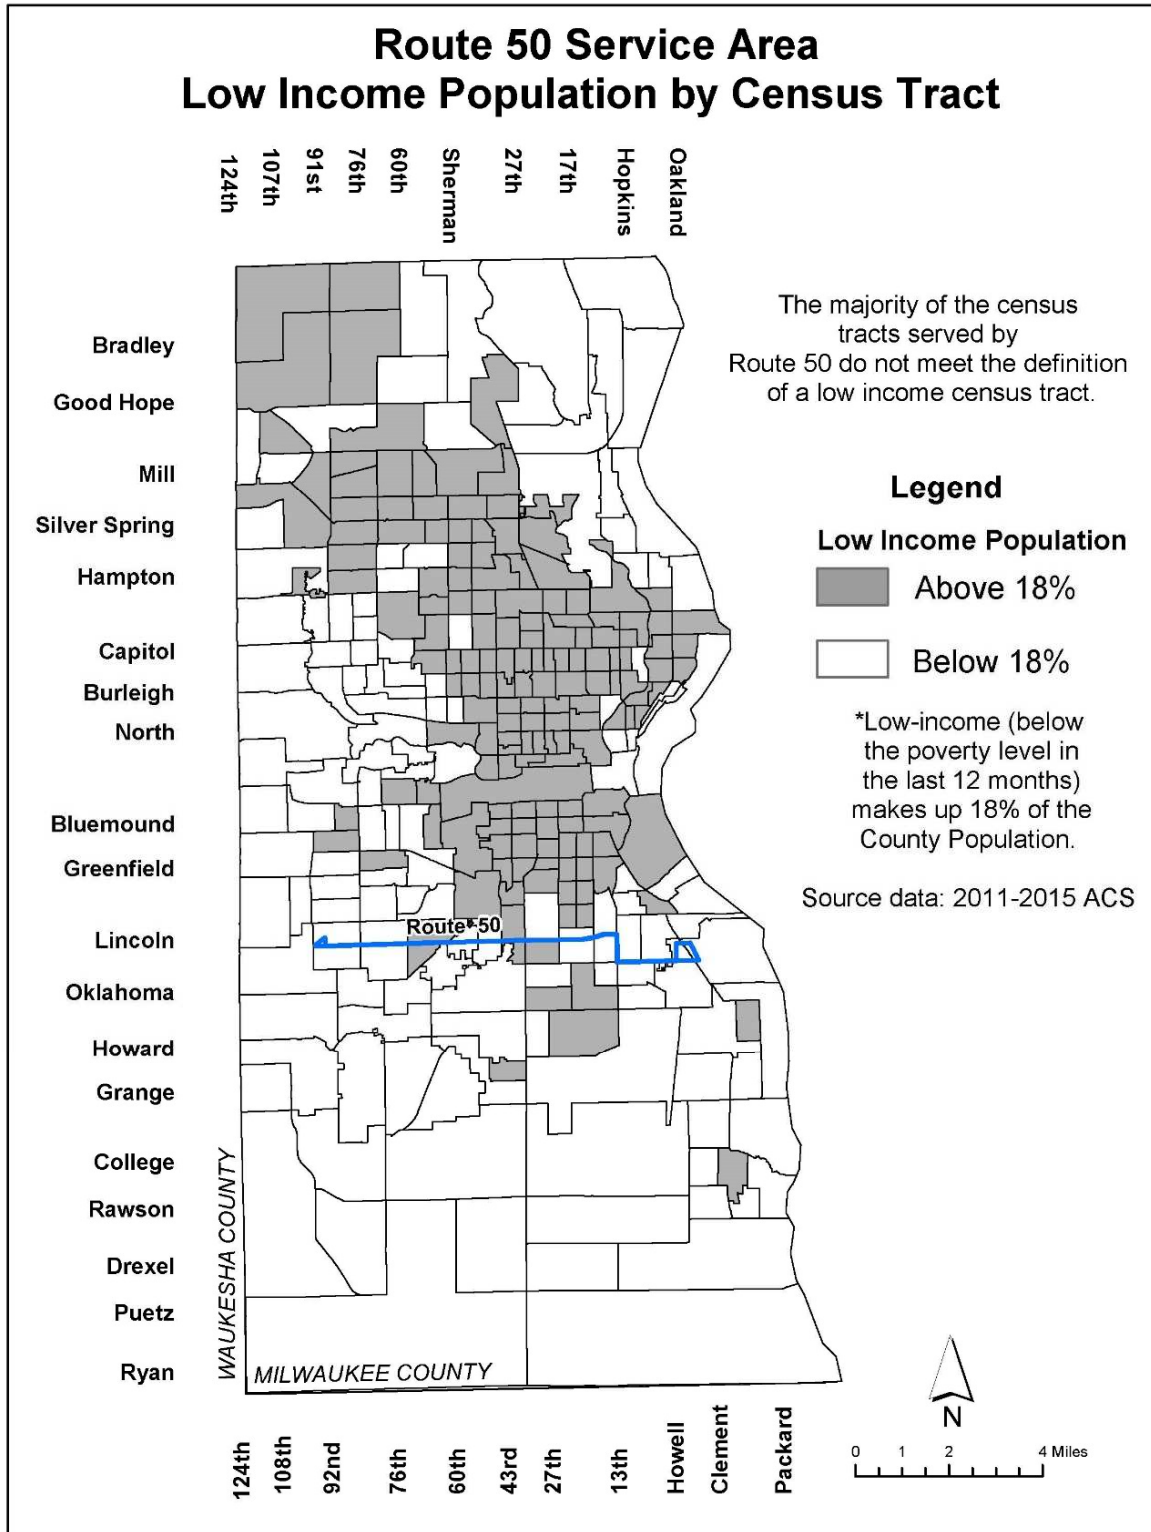 Route 50 Service Area
Low Income Population by Census Tract
124th
107th
91st
76th
60th
Sherman
27th
17th
Hopkins
Oakland
The majority of the census
tracts served by
Route 50 do not meet the definition
of a low income census tract.
Bradley
Good Hope
Mill
Silver Spring
Hampton
Capitol
Burleigh
North
Bluemound
Greenfield
Lincoln
Oklahoma
Howard
Grange
College
Rawson
Drexel
Puetz
Ryan
Legend
Low Income Population
Above 18%
Below 18%
*Low-income (below
the poverty level in
the last 12 months)
makes up 18% of the
County Population.
Source data: 2011-2015 ACS
Route 50
WAUKESHA COUNTY
MILWAUKEE COUNTY
N
0 1 2 4 Miles
124th
108th
92nd
76th
60th
43rd
27th
13th
Howell
Clement
Packard